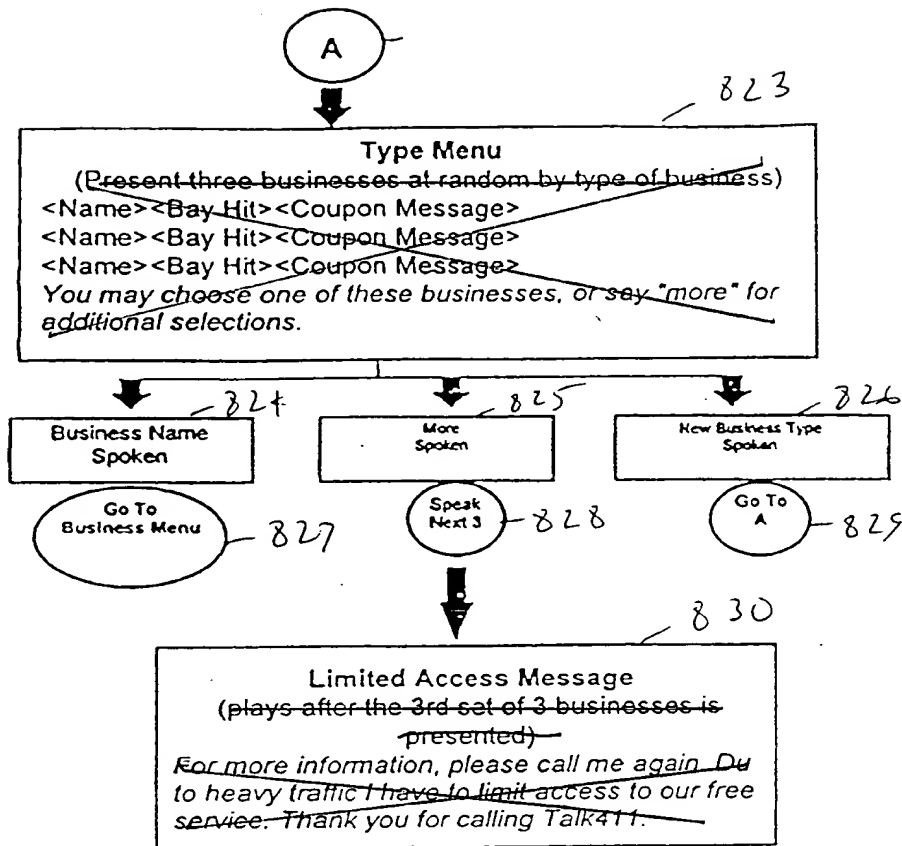 A
823
Type Menu
(Present three businesses at random by type of business)
<Name><Bay Hit><Coupon Message>
<Name><Bay Hit><Coupon Message>
<Name><Bay Hit><Coupon Message>
You may choose one of these businesses, or say "more" for
additional selections.
824
825
826
Business Name
Spoken
More
Spoken
New Business Type
Spoken
Go To
Business Menu
827
Speak
Next 3
828
Go To
A
829
830
Limited Access Message
(plays after the 3rd set of 3 businesses is
presented)
For more information, please call me again. Du
to heavy traffic I have to limit access to our free
service. Thank you for calling Talk411.